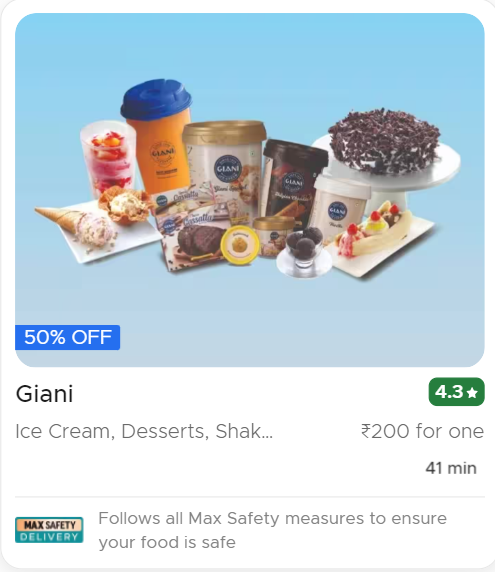 GIANI
GIANI
GIANI
GIANI
Cassatta
50% OFF
Giani
4.3★
Ice Cream, Desserts, Shak...
₹200 for one
41 min
MAX SAFETY
DELIVERY
Follows all Max Safety measures to ensure
your food is safe